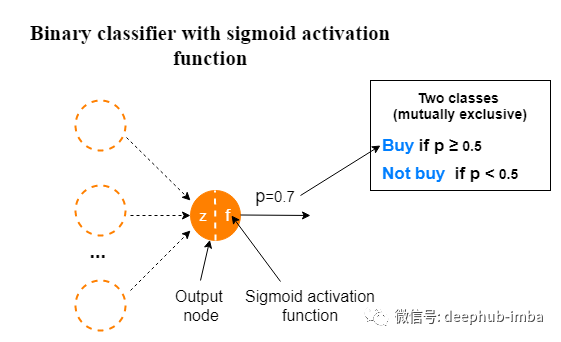 Binary classifier with sigmoid activation
function
Two classes
(mutually exclusive)
Buy if p ≥ 0.5
Not buy if p < 0.5
p=0.7
z f
...
Output
node
Sigmoid activation
function
微信号: deephub-imba